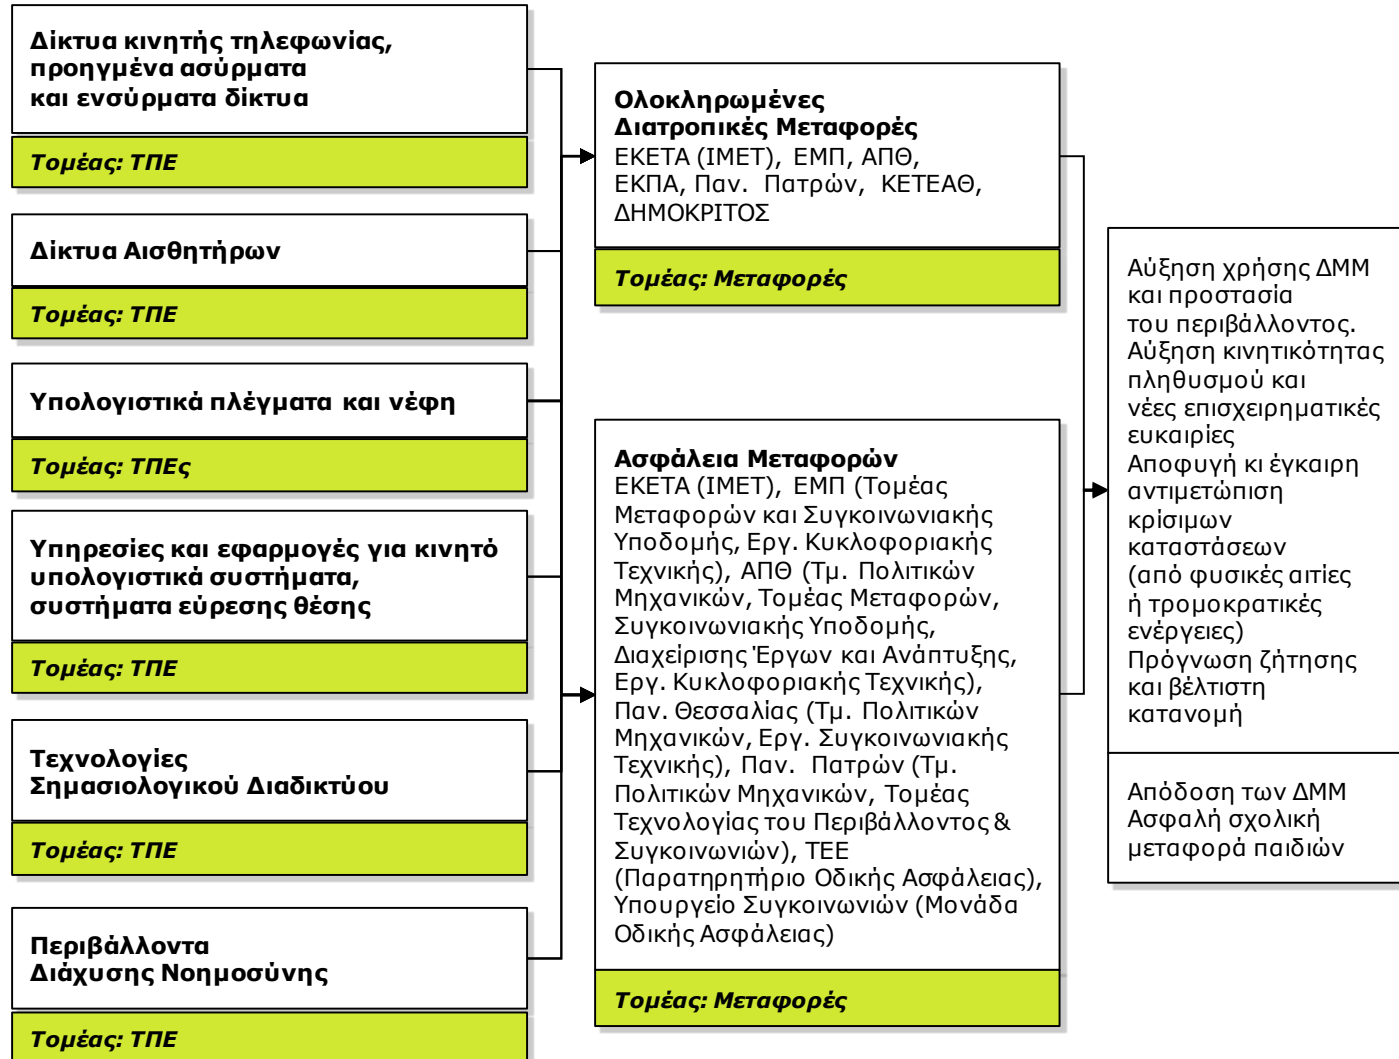 Δίκτυα κινητής τηλεφωνίας,
προηγμένα ασύρματα
και ενσύρματα δίκτυα
Τομέας: ΤΠΕ
Δίκτυα Αισθητήρων
Τομέας: ΤΠΕ
Υπολογιστικά πλέγματα και νέφη
Τομέας: ΤΠΕς
Υπηρεσίες και εφαρμογές για κινητό
υπολογιστικά συστήματα,
συστήματα εύρεσης θέσης
Τομέας: ΤΠΕ
Τεχνολογίες
Σημασιολογικού Διαδικτύου
Τομέας: ΤΠΕ
Περιβάλλοντα
Διάχυσης Νοημοσύνης
Τομέας: ΤΠΕ
Ολοκληρωμένες
Διατροπικές Μεταφορές
ΕΚΕΤΑ (ΙΜΕΤ), ΕΜΠ, ΑΠΘ,
ΕΚΠΑ, Παν. Πατρών, ΚΕΤΕΑΘ,
ΔΗΜΟΚΡΙΤΟΣ
Τομέας: Μεταφορές
Ασφάλεια Μεταφορών
ΕΚΕΤΑ (ΙΜΕΤ), ΕΜΠ (Τομέας
Μεταφορών και Συγκοινωνιακής
Υποδομής, Εργ. Κυκλοφοριακής
Τεχνικής), ΑΠΘ (Τμ. Πολιτικών
Μηχανικών, Τομέας Μεταφορών,
Συγκοινωνιακής Υποδομής,
Διαχείρισης Έργων και Ανάπτυξης,
Εργ. Κυκλοφοριακής Τεχνικής),
Παν. Θεσσαλίας (Τμ. Πολιτικών
Μηχανικών, Εργ. Συγκοινωνιακής
Τεχνικής), Παν. Πατρών (Τμ.
Πολιτικών Μηχανικών, Τομέας
Τεχνολογίας του Περιβάλλοντος &
Συγκοινωνιών), ΤΕΕ
(Παρατηρητήριο Οδικής Ασφάλειας),
Υπουργείο Συγκοινωνιών (Μονάδα
Οδικής Ασφάλειας)
Τομέας: Μεταφορές
Αύξηση χρήσης ΔΜΜ
και προστασία
του περιβάλλοντος.
Αύξηση κινητικότητας
πληθυσμού και
νέες επισχειρηματικές
ευκαιρίες
Αποφυγή κι έγκαιρη
αντιμετώπιση
κρίσιμων
καταστάσεων
(από φυσικές αιτίες
ή τρομοκρατικές
ενέργειες)
Πρόγνωση ζήτησης
και βέλτιστη
κατανομή
Απόδοση των ΔΜΜ
Ασφαλή σχολική
μεταφορά παιδιών